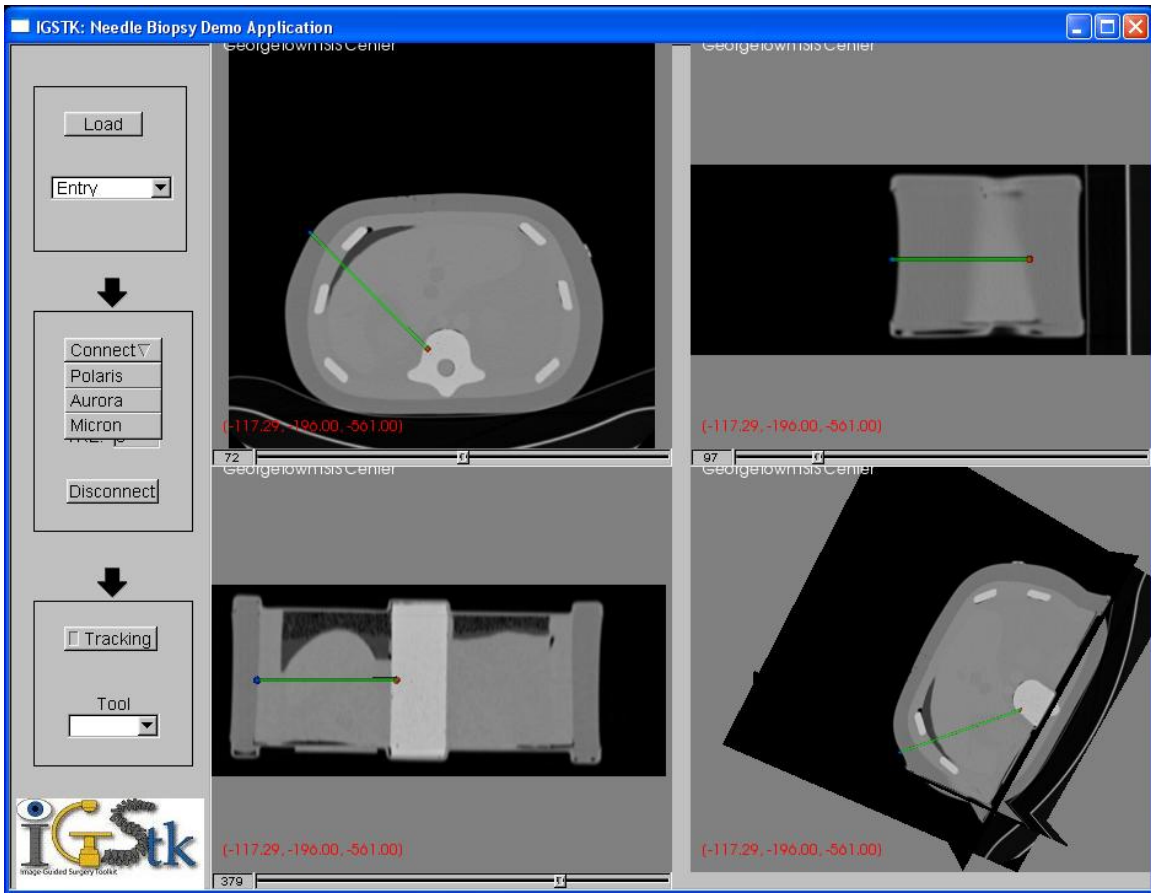 IGSTK: Needle Biopsy Demo Application
Load
Entry
Connect
Polaris
Aurora
Micron
Disconnect
Tracking
Tool
iGStk
Image-Guided Surgery Toolkit
Georgetown ISIS Center
(-117.29, -196.00, -561.00)
72
Georgetown ISIS Center
(-117.29, -196.00, -561.00)
97
Georgetown ISIS Center
(-117.29, -196.00, -561.00)
379
Georgetown ISIS Center
(-117.29, -196.00, -561.00)